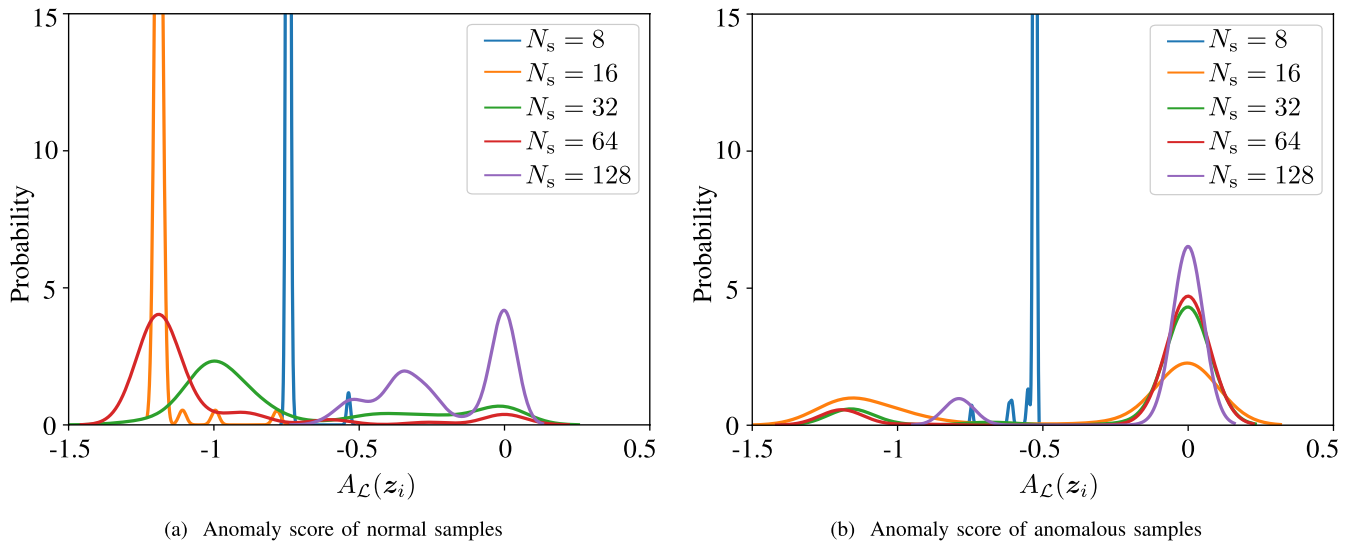 15
10
5
0
Probability
-1.5
-1
-0.5
0
0.5
A_ℒ(z_i)
N_s = 8
N_s = 16
N_s = 32
N_s = 64
N_s = 128
(a) Anomaly score of normal samples
15
10
5
0
Probability
-1.5
-1
-0.5
0
0.5
A_ℒ(z_i)
N_s = 8
N_s = 16
N_s = 32
N_s = 64
N_s = 128
(b) Anomaly score of anomalous samples